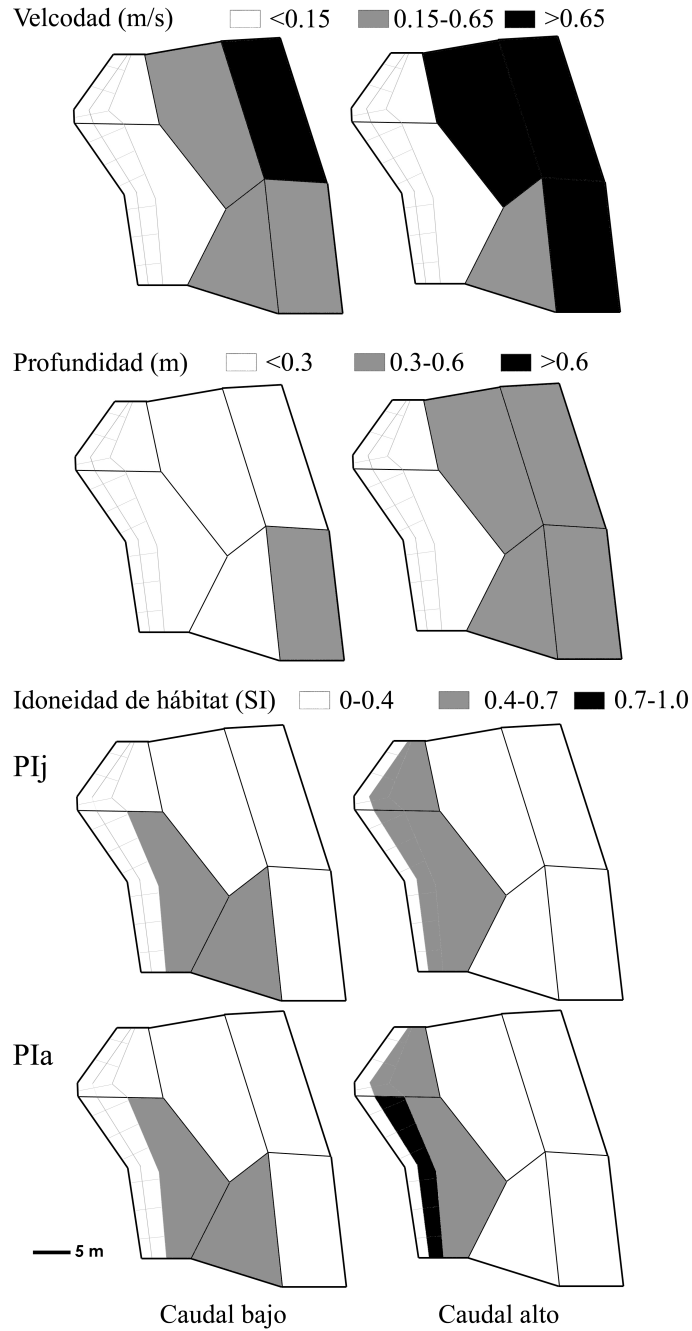 Velcodad (m/s) <0.15 0.15-0.65 >0.65
Profundidad (m) <0.3 0.3-0.6 >0.6
Idoneidad de hábitat (SI) 0-0.4 0.4-0.7 0.7-1.0
PIj
PIa
5 m
Caudal bajo Caudal alto